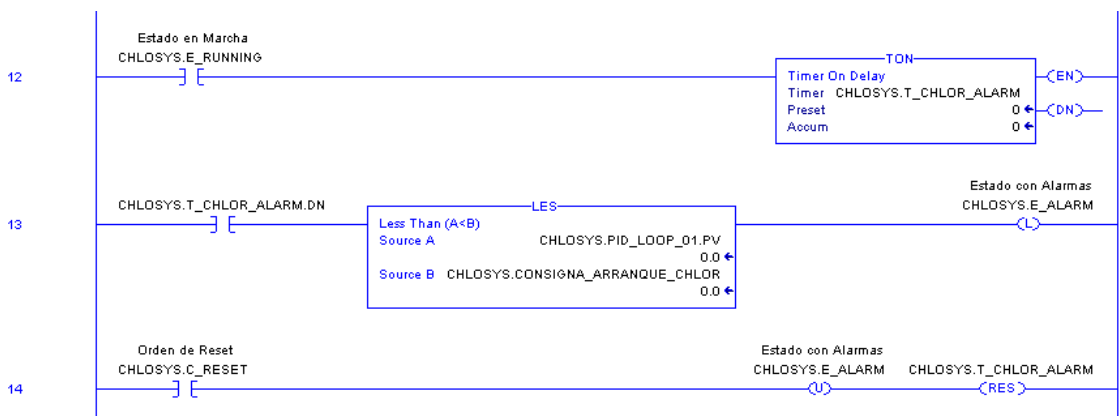 Estado en Marcha
CHLOSYS.E_RUNNING
12
TON
Timer On Delay
Timer CHLOSYS.T_CHLOR_ALARM
Preset 0
Accum 0
EN
DN
Estado con Alarmas
CHLOSYS.E_ALARM
13
CHLOSYS.T_CHLOR_ALARM.DN
LES
Less Than (A<B)
Source A CHLOSYS.PID_LOOP_01.PV
0.0
Source B CHLOSYS.CONSIGNA_ARRANQUE_CHLOR
0.0
L
Orden de Reset
CHLOSYS.C_RESET
14
Estado con Alarmas
CHLOSYS.E_ALARM
U
CHLOSYS.T_CHLOR_ALARM
RES